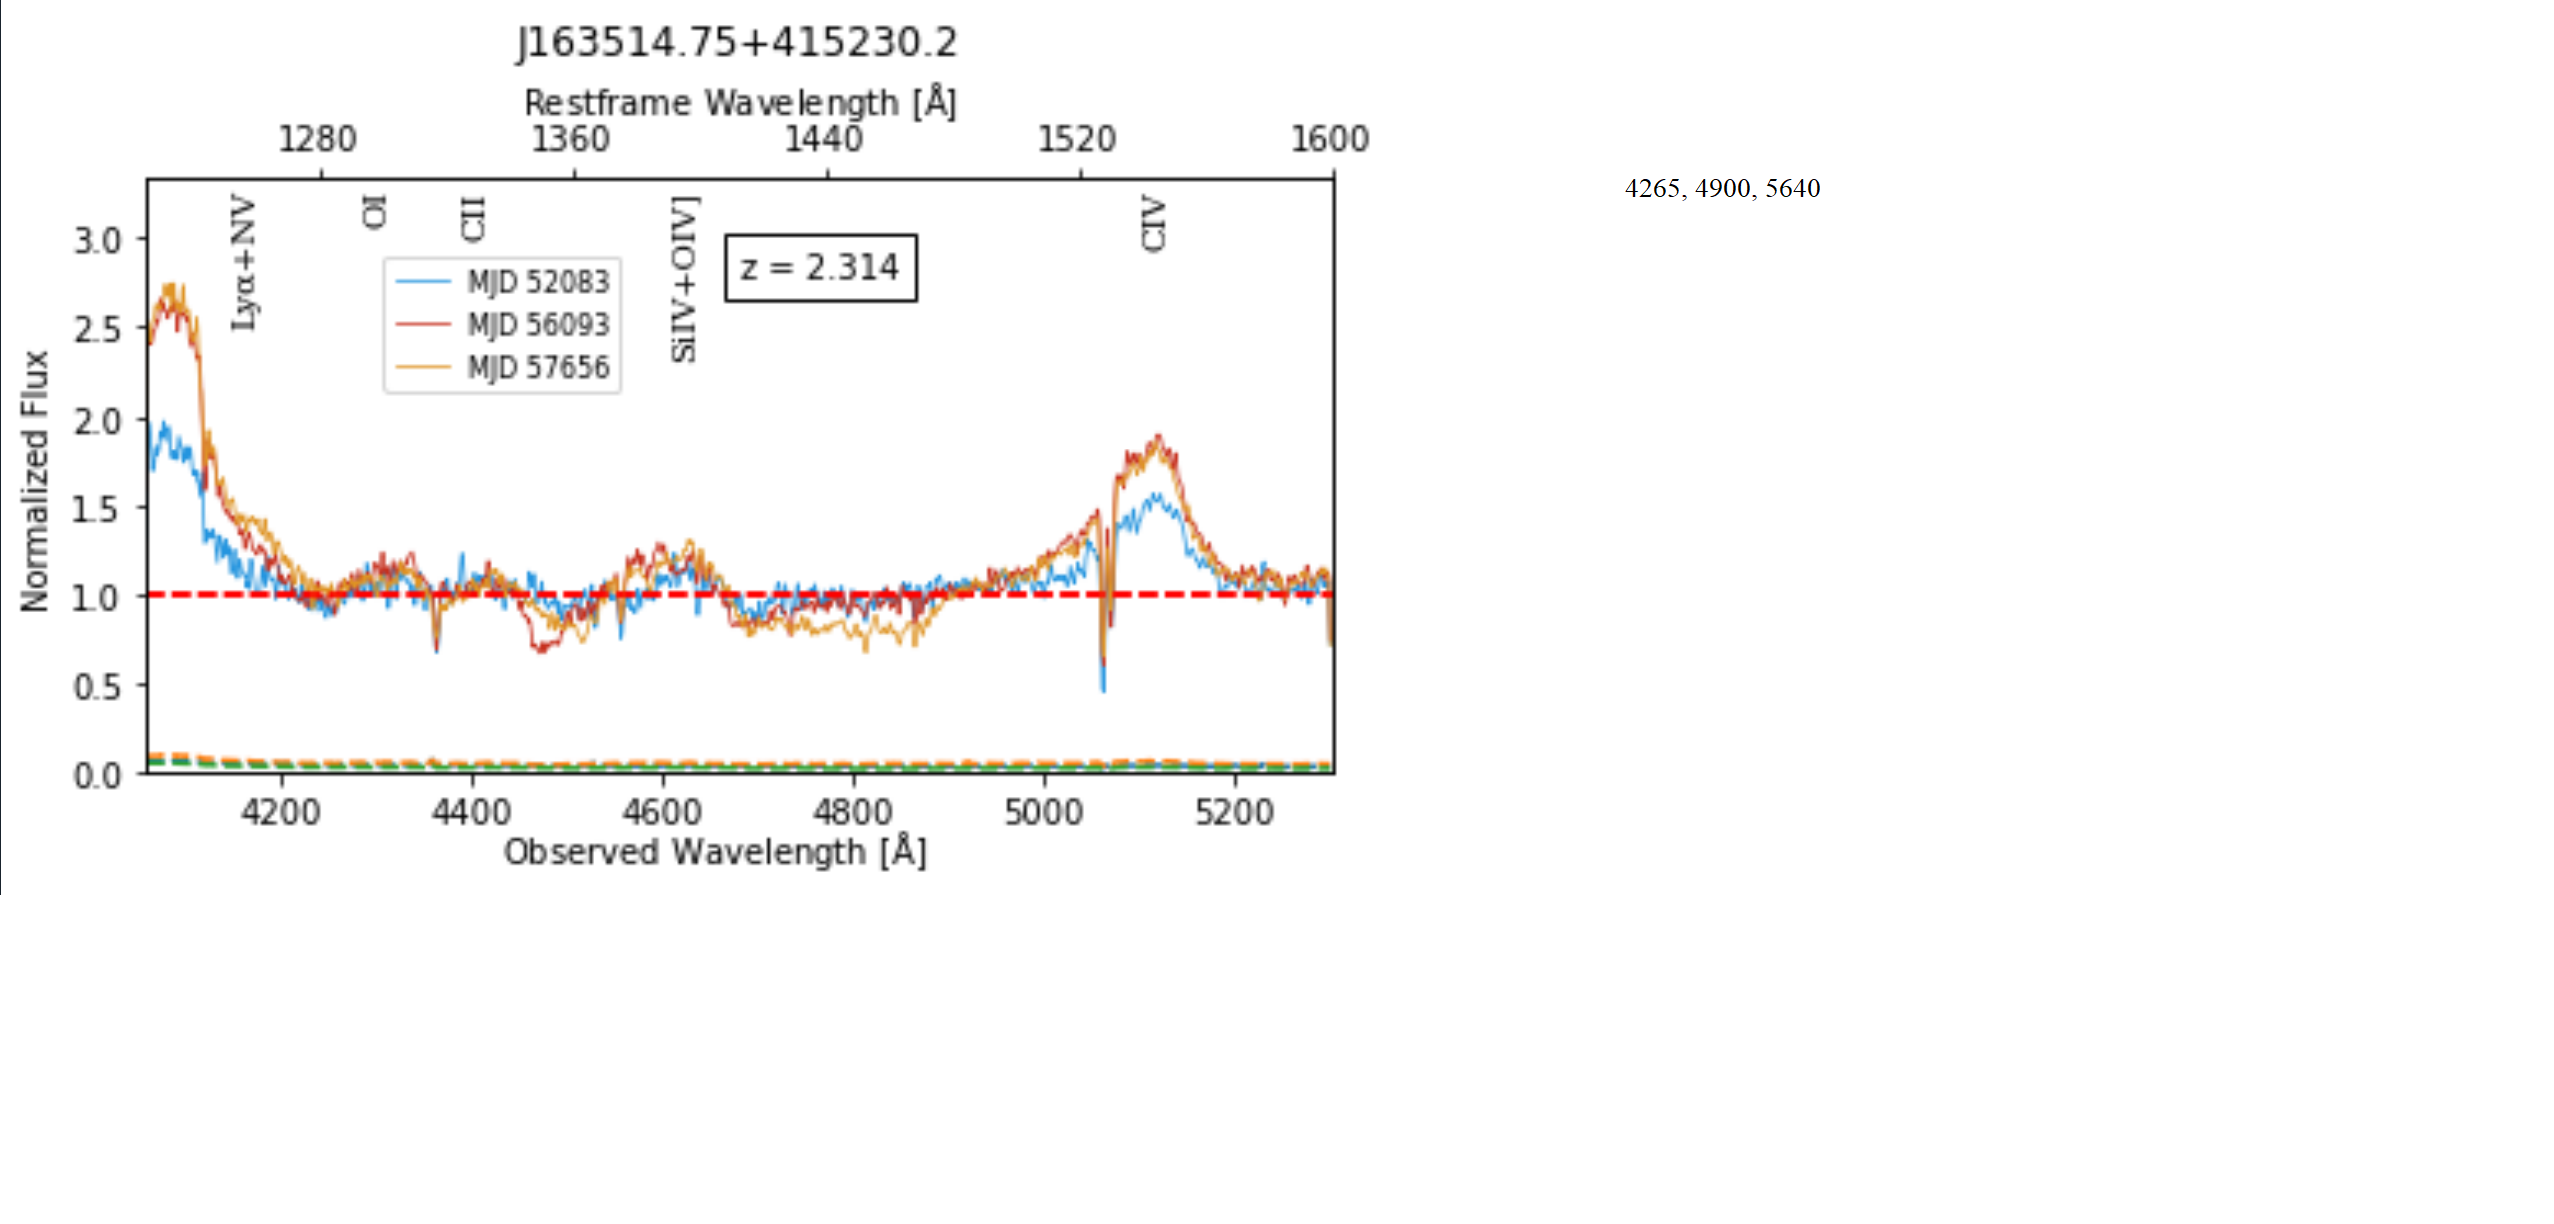 J163514.75+415230.2
Restframe Wavelength [Å]
1280 1360 1440 1520 1600
4265, 4900, 5640
Lyα+NV
OI
CII
SiIV+OIV]
CIV
z = 2.314
MJD 52083
MJD 56093
MJD 57656
Normalized Flux
3.0
2.5
2.0
1.5
1.0
0.5
0.0
4200 4400 4600 4800 5000 5200
Observed Wavelength [Å]